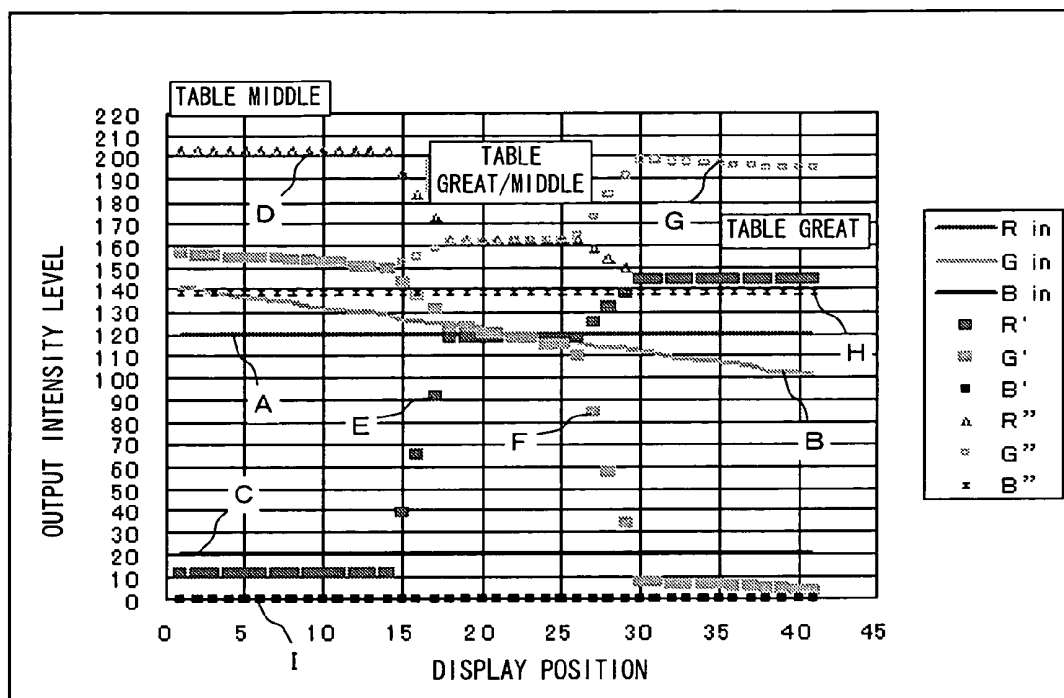 TABLE MIDDLE
TABLE
GREAT/MIDDLE
TABLE GREAT
OUTPUT INTENSITY LEVEL
220
210
200
190
180
170
160
150
140
130
120
110
100
90
80
70
60
50
40
30
20
10
0
D
G
A
E
F
H
B
C
I
0 5 10 15 20 25 30 35 40 45
DISPLAY POSITION
R in
G in
B in
R'
G'
B'
R"
G"
B"